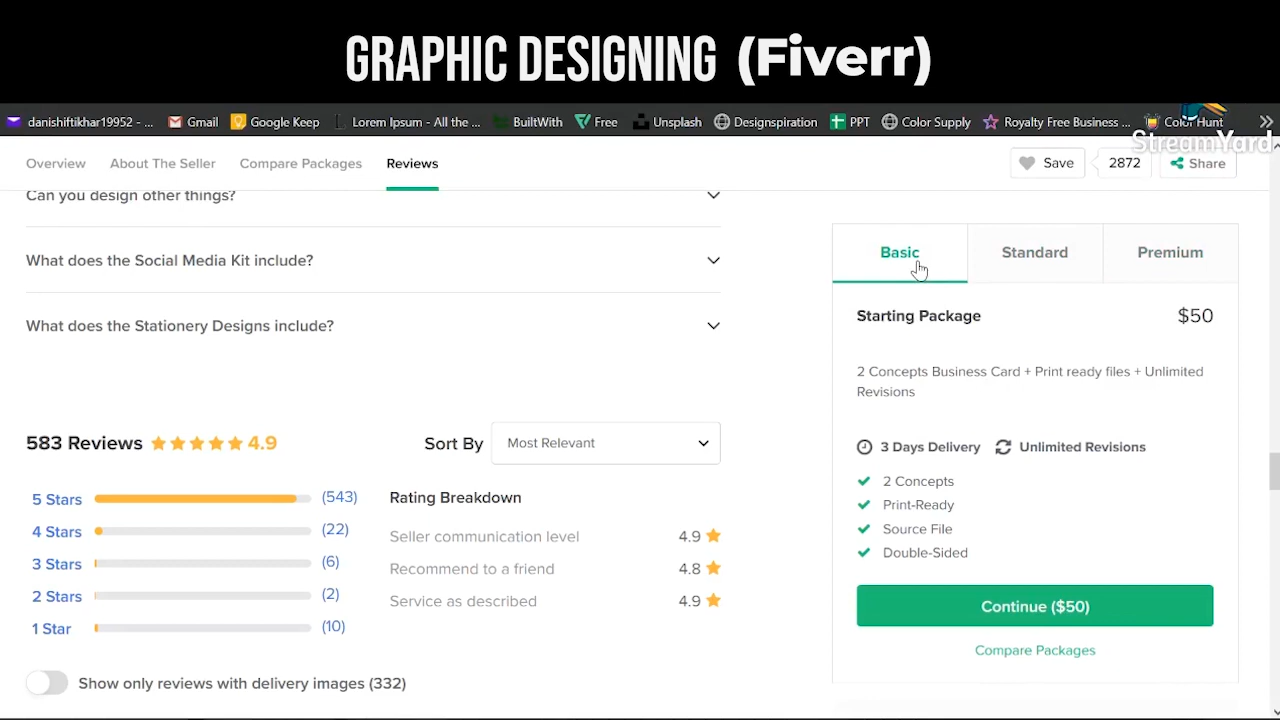 GRAPHIC DESIGNING (Fiverr)
danishiftikhar19952 - ... Gmail Google Keep Lorem Ipsum - All the ... BuiltWith Free Unsplash Designspiration PPT Color Supply Royalty Free Business ... Color Hunt
StreamYard
Overview About The Seller Compare Packages Reviews Save 2872 Share
Can you design other things?
What does the Social Media Kit include?
What does the Stationery Designs include?
583 Reviews 4.9 Sort By Most Relevant
5 Stars (543)
4 Stars (22)
3 Stars (6)
2 Stars (2)
1 Star (10)
Rating Breakdown
Seller communication level 4.9
Recommend to a friend 4.8
Service as described 4.9
Show only reviews with delivery images (332)
Basic Standard Premium
Starting Package $50
2 Concepts Business Card + Print ready files + Unlimited
Revisions
3 Days Delivery Unlimited Revisions
2 Concepts
Print-Ready
Source File
Double-Sided
Continue ($50)
Compare Packages